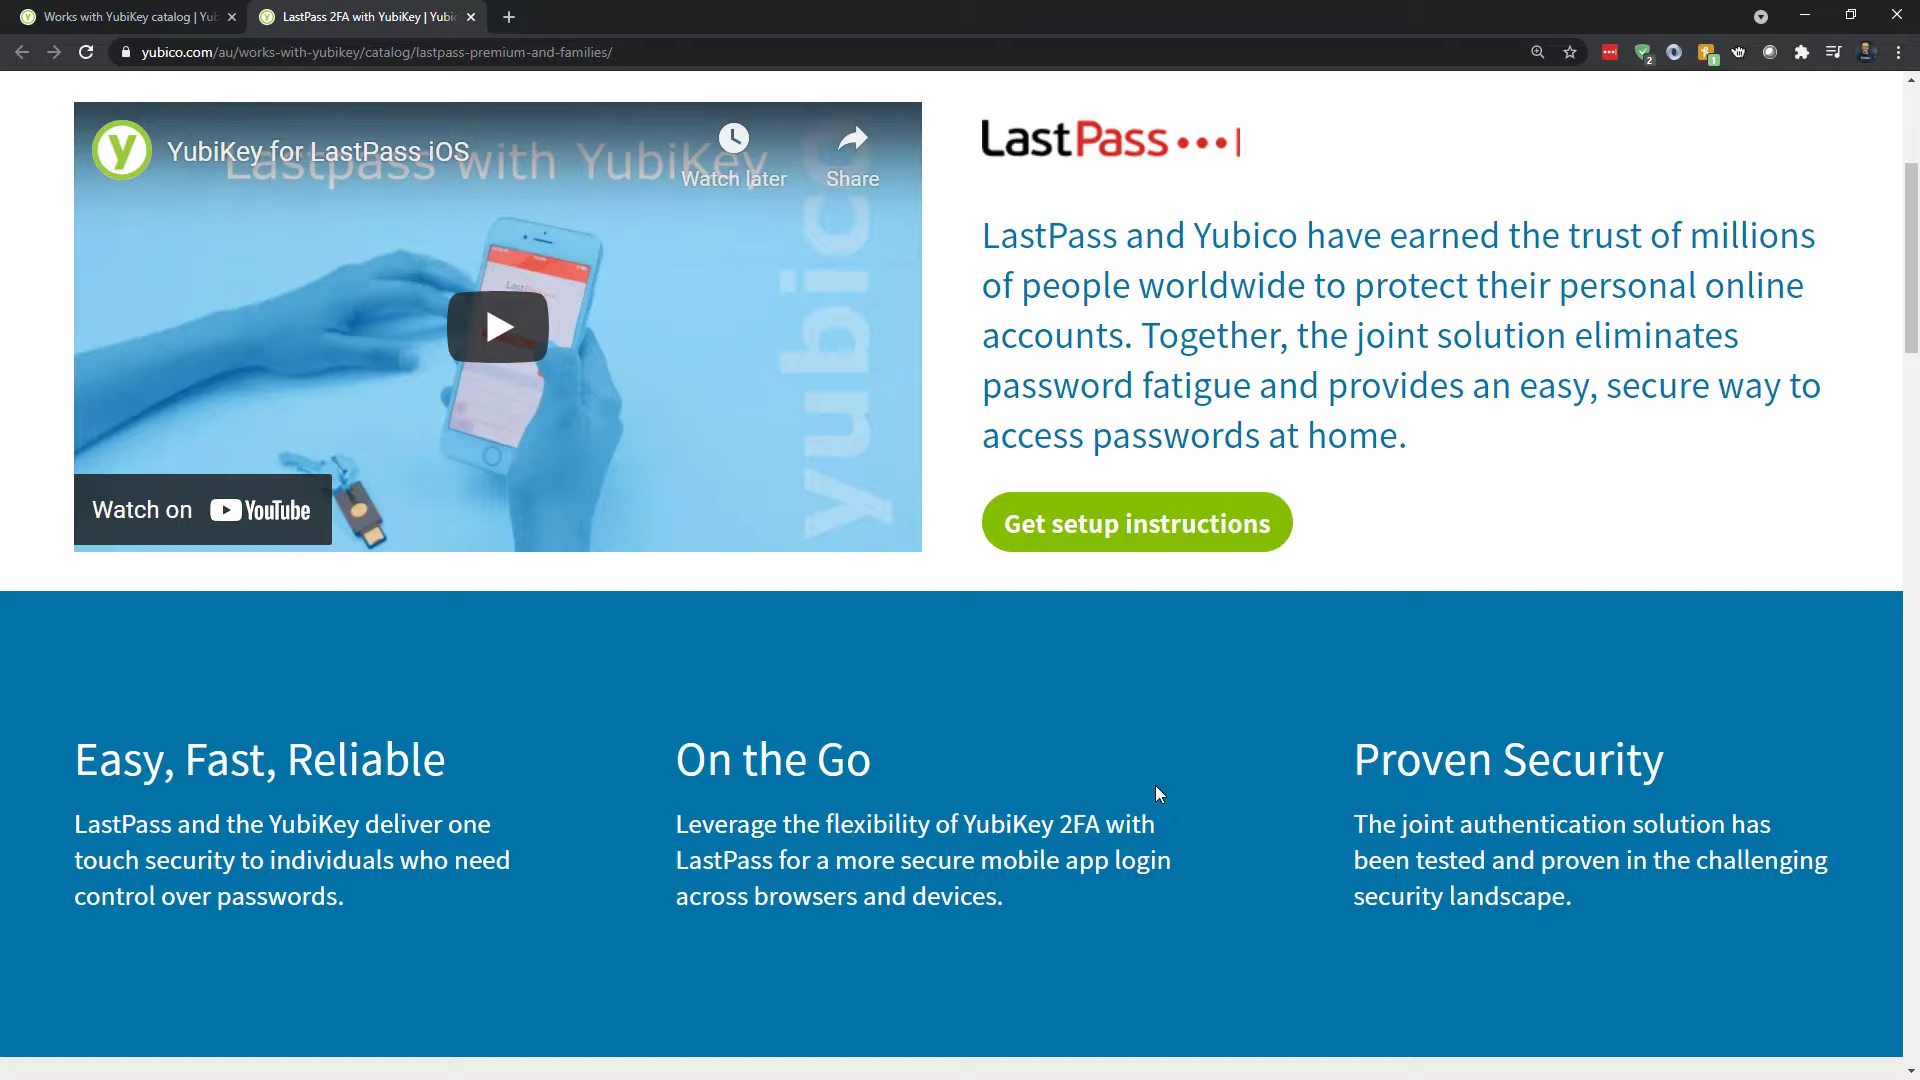 Works with YubiKey catalog | Yub
LastPass 2FA with YubiKey | Yubic
yubico.com/au/works-with-yubikey/catalog/lastpass-premium-and-families/
2
1
YubiKey for LastPass iOS
Lastpass with YubiKey
Watch later
Share
yubico
Watch on YouTube
LastPass
LastPass and Yubico have earned the trust of millions
of people worldwide to protect their personal online
accounts. Together, the joint solution eliminates
password fatigue and provides an easy, secure way to
access passwords at home.
Get setup instructions
Easy, Fast, Reliable
LastPass and the YubiKey deliver one
touch security to individuals who need
control over passwords.
On the Go
Leverage the flexibility of YubiKey 2FA with
LastPass for a more secure mobile app login
across browsers and devices.
Proven Security
The joint authentication solution has
been tested and proven in the challenging
security landscape.